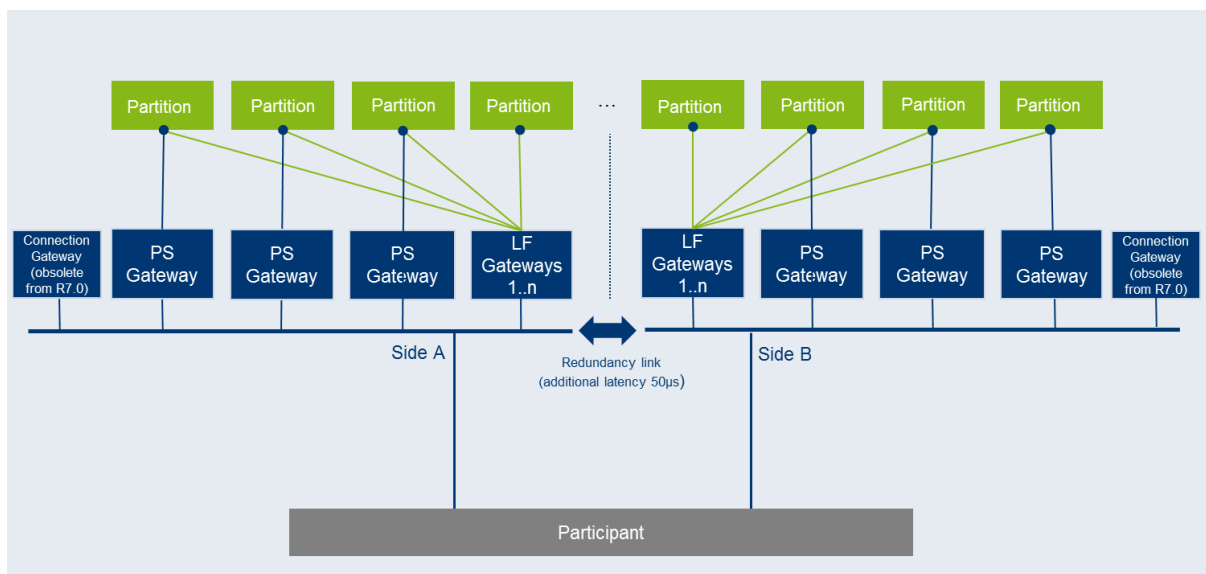 Partition
Partition
Partition
Partition
...
Partition
Partition
Partition
Partition
Connection
Gateway
(obsolete
from R7.0)
PS
Gateway
PS
Gateway
PS
Gateway
LF
Gateways
1..n
LF
Gateways
1..n
PS
Gateway
PS
Gateway
PS
Gateway
Connection
Gateway
(obsolete
from R7.0)
Side A
Redundancy link
(additional latency 50µs)
Side B
Participant